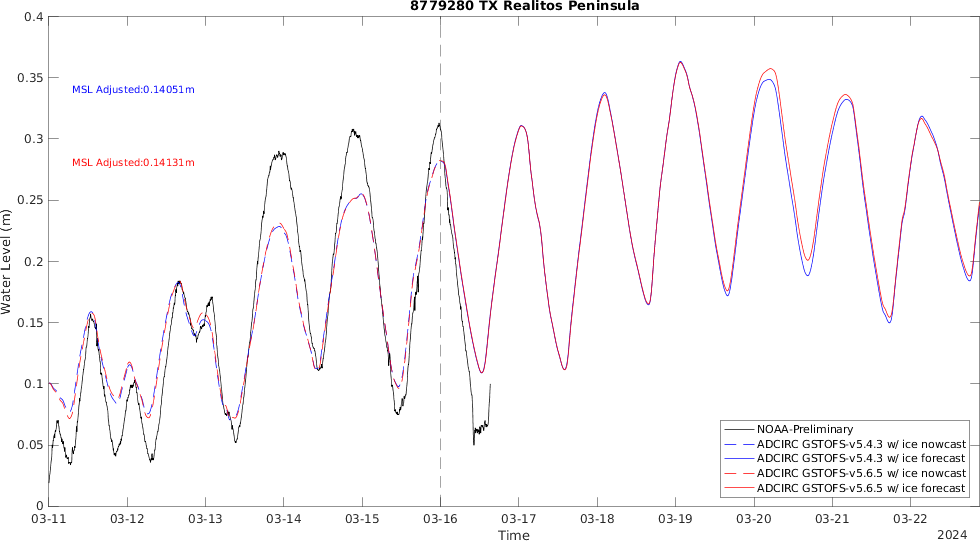 8779280 TX Realitos Peninsula
0.4
0.35
0.3
0.25
0.2
0.15
0.1
0.05
0
Water Level (m)
MSL Adjusted:0.14051m
MSL Adjusted:0.14131m
NOAA-Preliminary
ADCIRC GSTOFS-v5.4.3 w/ ice nowcast
ADCIRC GSTOFS-v5.4.3 w/ ice forecast
ADCIRC GSTOFS-v5.6.5 w/ ice nowcast
ADCIRC GSTOFS-v5.6.5 w/ ice forecast
03-11 03-12 03-13 03-14 03-15 03-16 03-17 03-18 03-19 03-20 03-21 03-22
Time
2024